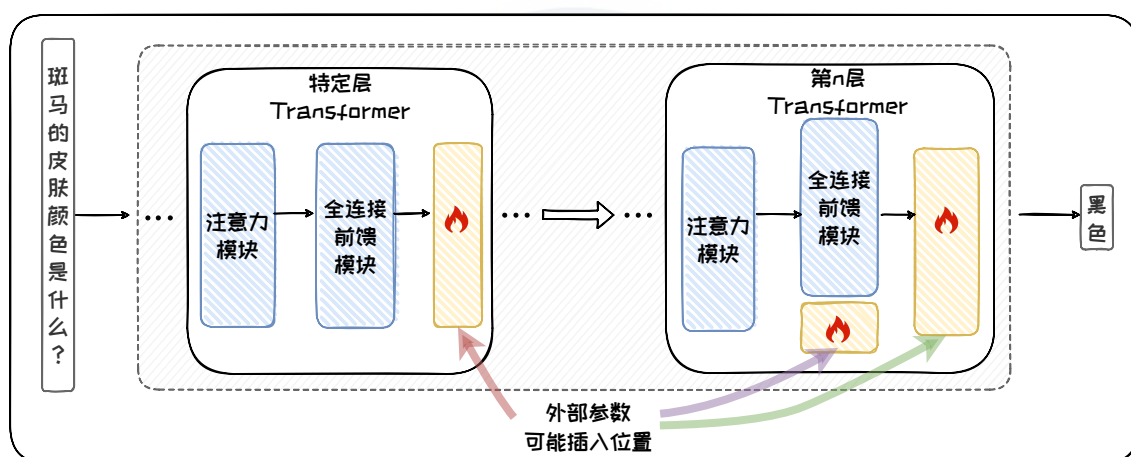 斑马的皮肤颜色是什么？
特定层
Transformer
注意力
模块
全连接
前馈
模块
...
...
第n层
Transformer
注意力
模块
全连接
前馈
模块
...
黑色
外部参数
可能插入位置